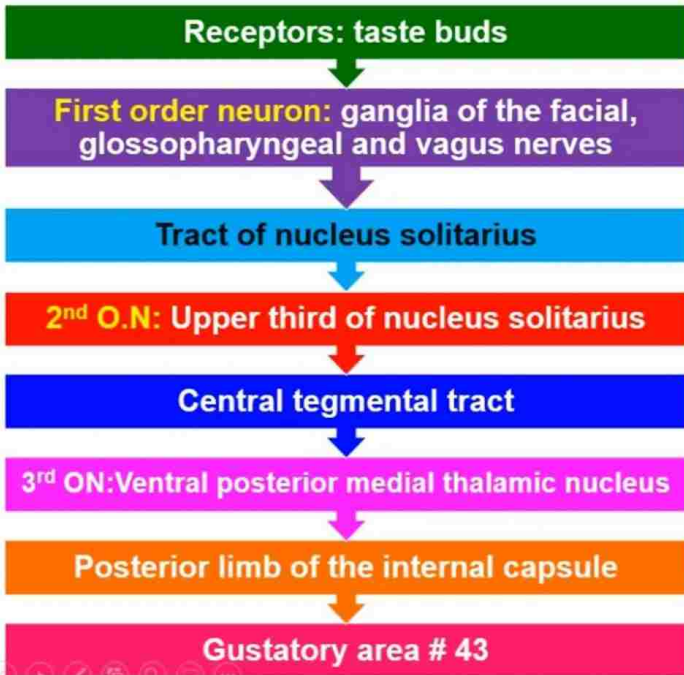 Receptors: taste buds
First order neuron: ganglia of the facial,
glossopharyngeal and vagus nerves
Tract of nucleus solitarius
2nd O.N: Upper third of nucleus solitarius
Central tegmental tract
3rd ON:Ventral posterior medial thalamic nucleus
Posterior limb of the internal capsule
Gustatory area # 43